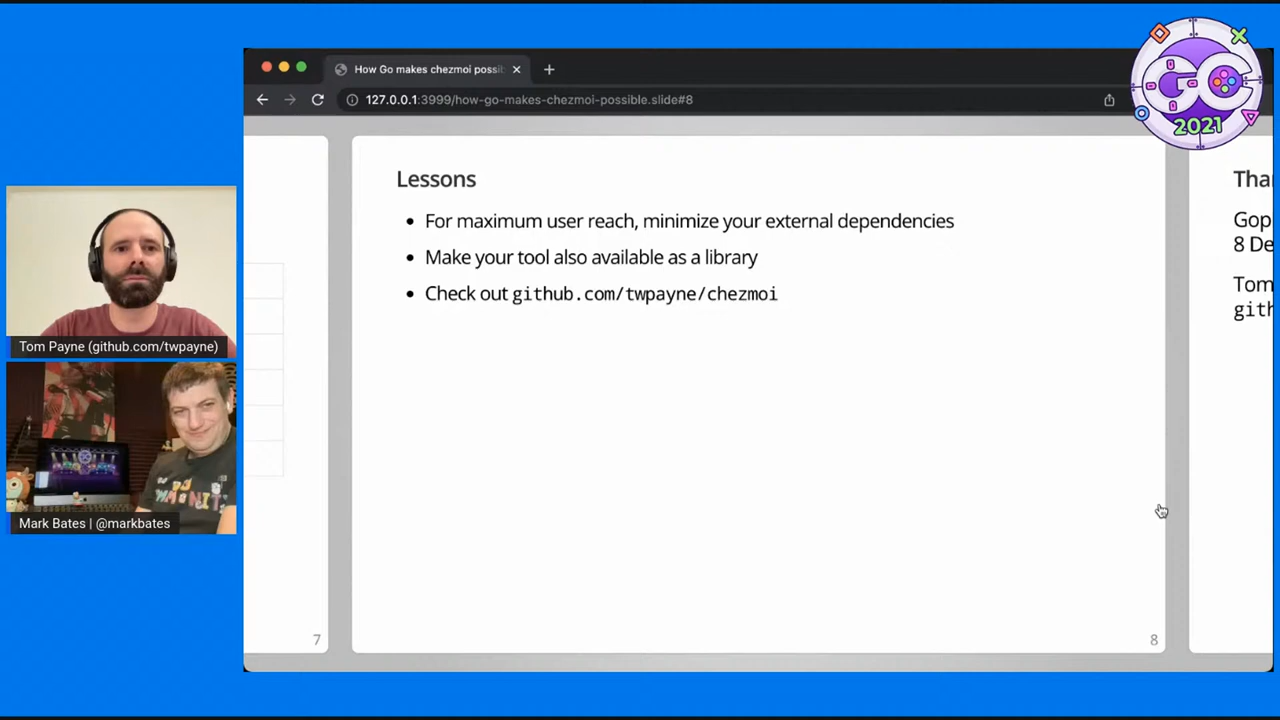 How Go makes chezmoi possi
127.0.0.1:3999/how-go-makes-chezmoi-possible.slide#8
GC
2021
Lessons
• For maximum user reach, minimize your external dependencies
• Make your tool also available as a library
• Check out github.com/twpayne/chezmoi
7
8
Tha
Gop
8 De
Tom
gith
Tom Payne (github.com/twpayne)
Mark Bates | @markbates